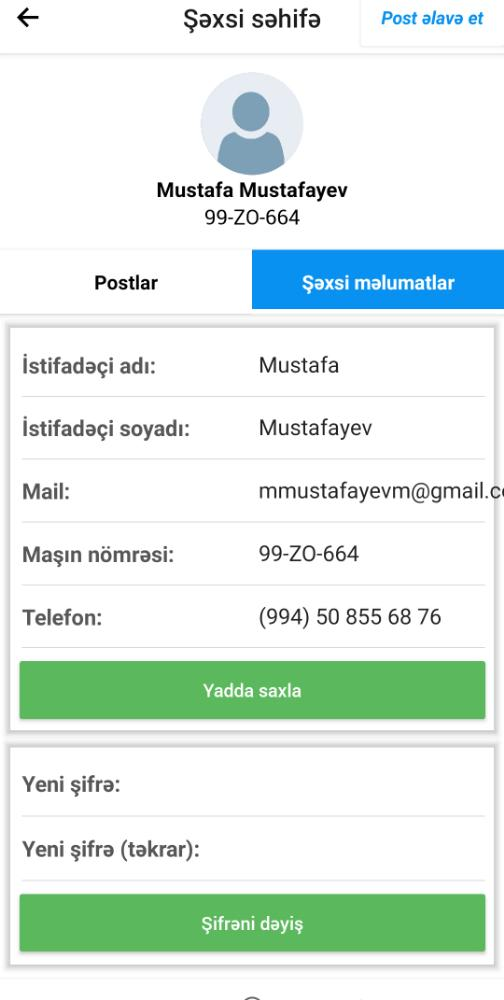 Şəxsi səhifə
Post əlavə et
Mustafa Mustafayev
99-ZO-664
Postlar
Şəxsi məlumatlar
İstifadəçi adı: Mustafa
İstifadəçi soyadı: Mustafayev
Mail: mmustafayevm@gmail.c
Maşın nömrəsi: 99-ZO-664
Telefon: (994) 50 855 68 76
Yadda saxla
Yeni şifrə:
Yeni şifrə (təkrar):
Şifrəni dəyiş